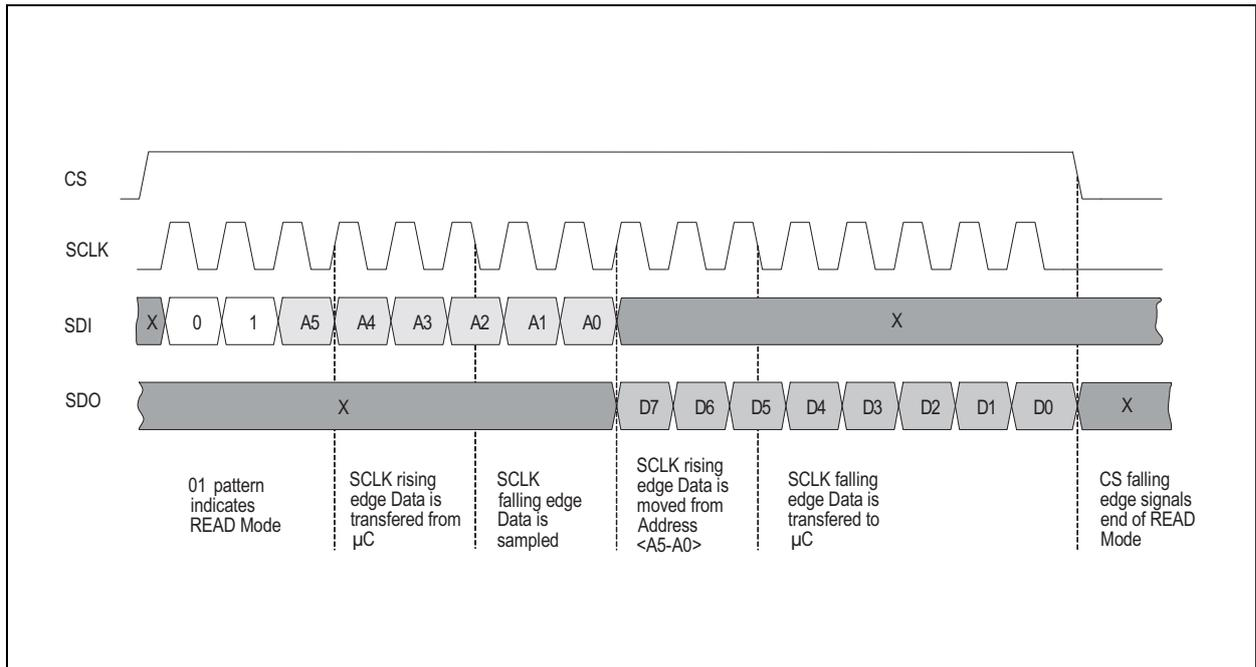 CS
SCLK
SDI
X 0 1 A5 A4 A3 A2 A1 A0 X
SDO
X D7 D6 D5 D4 D3 D2 D1 D0 X
01 pattern
indicates
READ Mode
SCLK rising
edge Data is
transfered from
µC
SCLK
falling edge
Data is
sampled
SCLK rising
edge Data is
moved from
Address
<A5-A0>
SCLK falling
edge Data is
transfered to
µC
CS falling
edge signals
end of READ
Mode